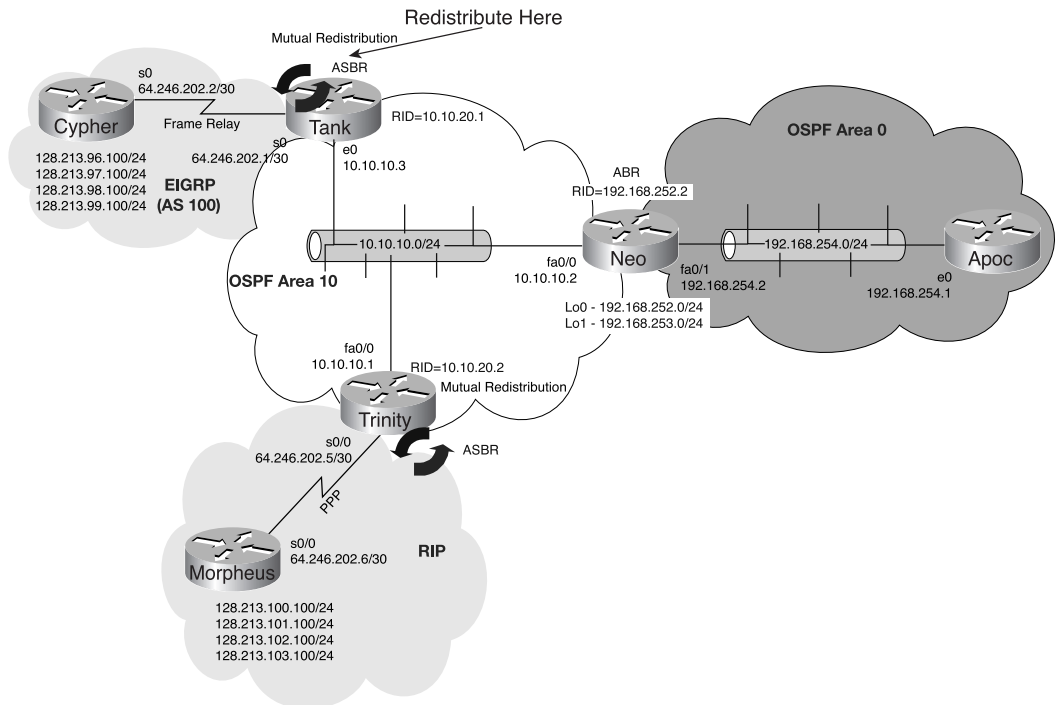 Redistribute Here
Mutual Redistribution
ASBR
s0
64.246.202.2/30
Cypher
Frame Relay
Tank
RID=10.10.20.1
s0
64.246.202.1/30
e0
10.10.10.3
128.213.96.100/24
128.213.97.100/24
128.213.98.100/24
128.213.99.100/24
EIGRP
(AS 100)
OSPF Area 0
ABR
RID=192.168.252.2
10.10.10.0/24
OSPF Area 10
fa0/0
10.10.10.2
Neo
fa0/1
192.168.254.2
192.168.254.0/24
Apoc
e0
192.168.254.1
Lo0 - 192.168.252.0/24
Lo1 - 192.168.253.0/24
fa0/0
10.10.10.1
RID=10.10.20.2
Mutual Redistribution
Trinity
ASBR
s0/0
64.246.202.5/30
PPP
s0/0
64.246.202.6/30
RIP
Morpheus
128.213.100.100/24
128.213.101.100/24
128.213.102.100/24
128.213.103.100/24